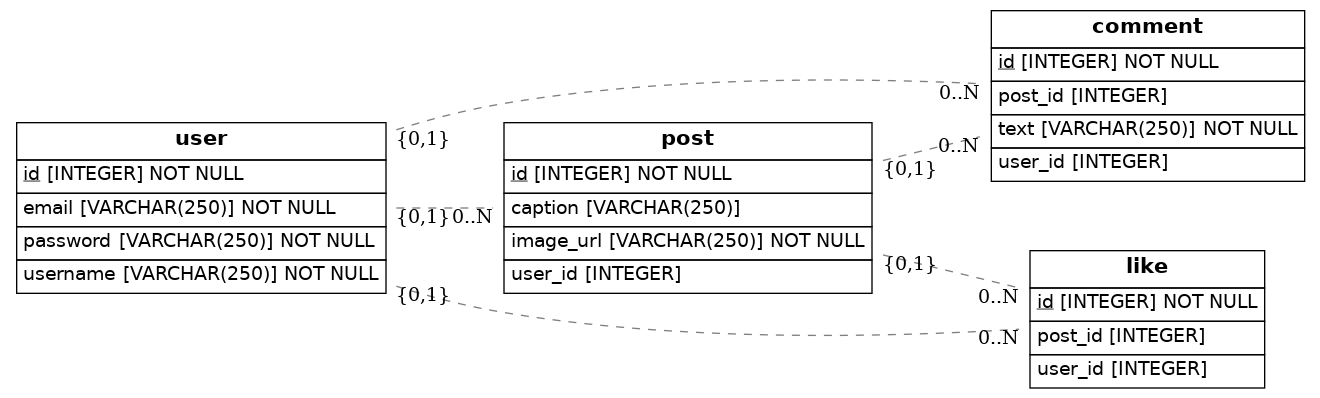 user
id [INTEGER] NOT NULL
email [VARCHAR(250)] NOT NULL
password [VARCHAR(250)] NOT NULL
username [VARCHAR(250)] NOT NULL
{0,1}
{0,1}
{0,1}
0..N
post
id [INTEGER] NOT NULL
caption [VARCHAR(250)]
image_url [VARCHAR(250)] NOT NULL
user_id [INTEGER]
{0,1}
{0,1}
0..N
0..N
comment
id [INTEGER] NOT NULL
post_id [INTEGER]
text [VARCHAR(250)] NOT NULL
user_id [INTEGER]
0..N
0..N
like
id [INTEGER] NOT NULL
post_id [INTEGER]
user_id [INTEGER]